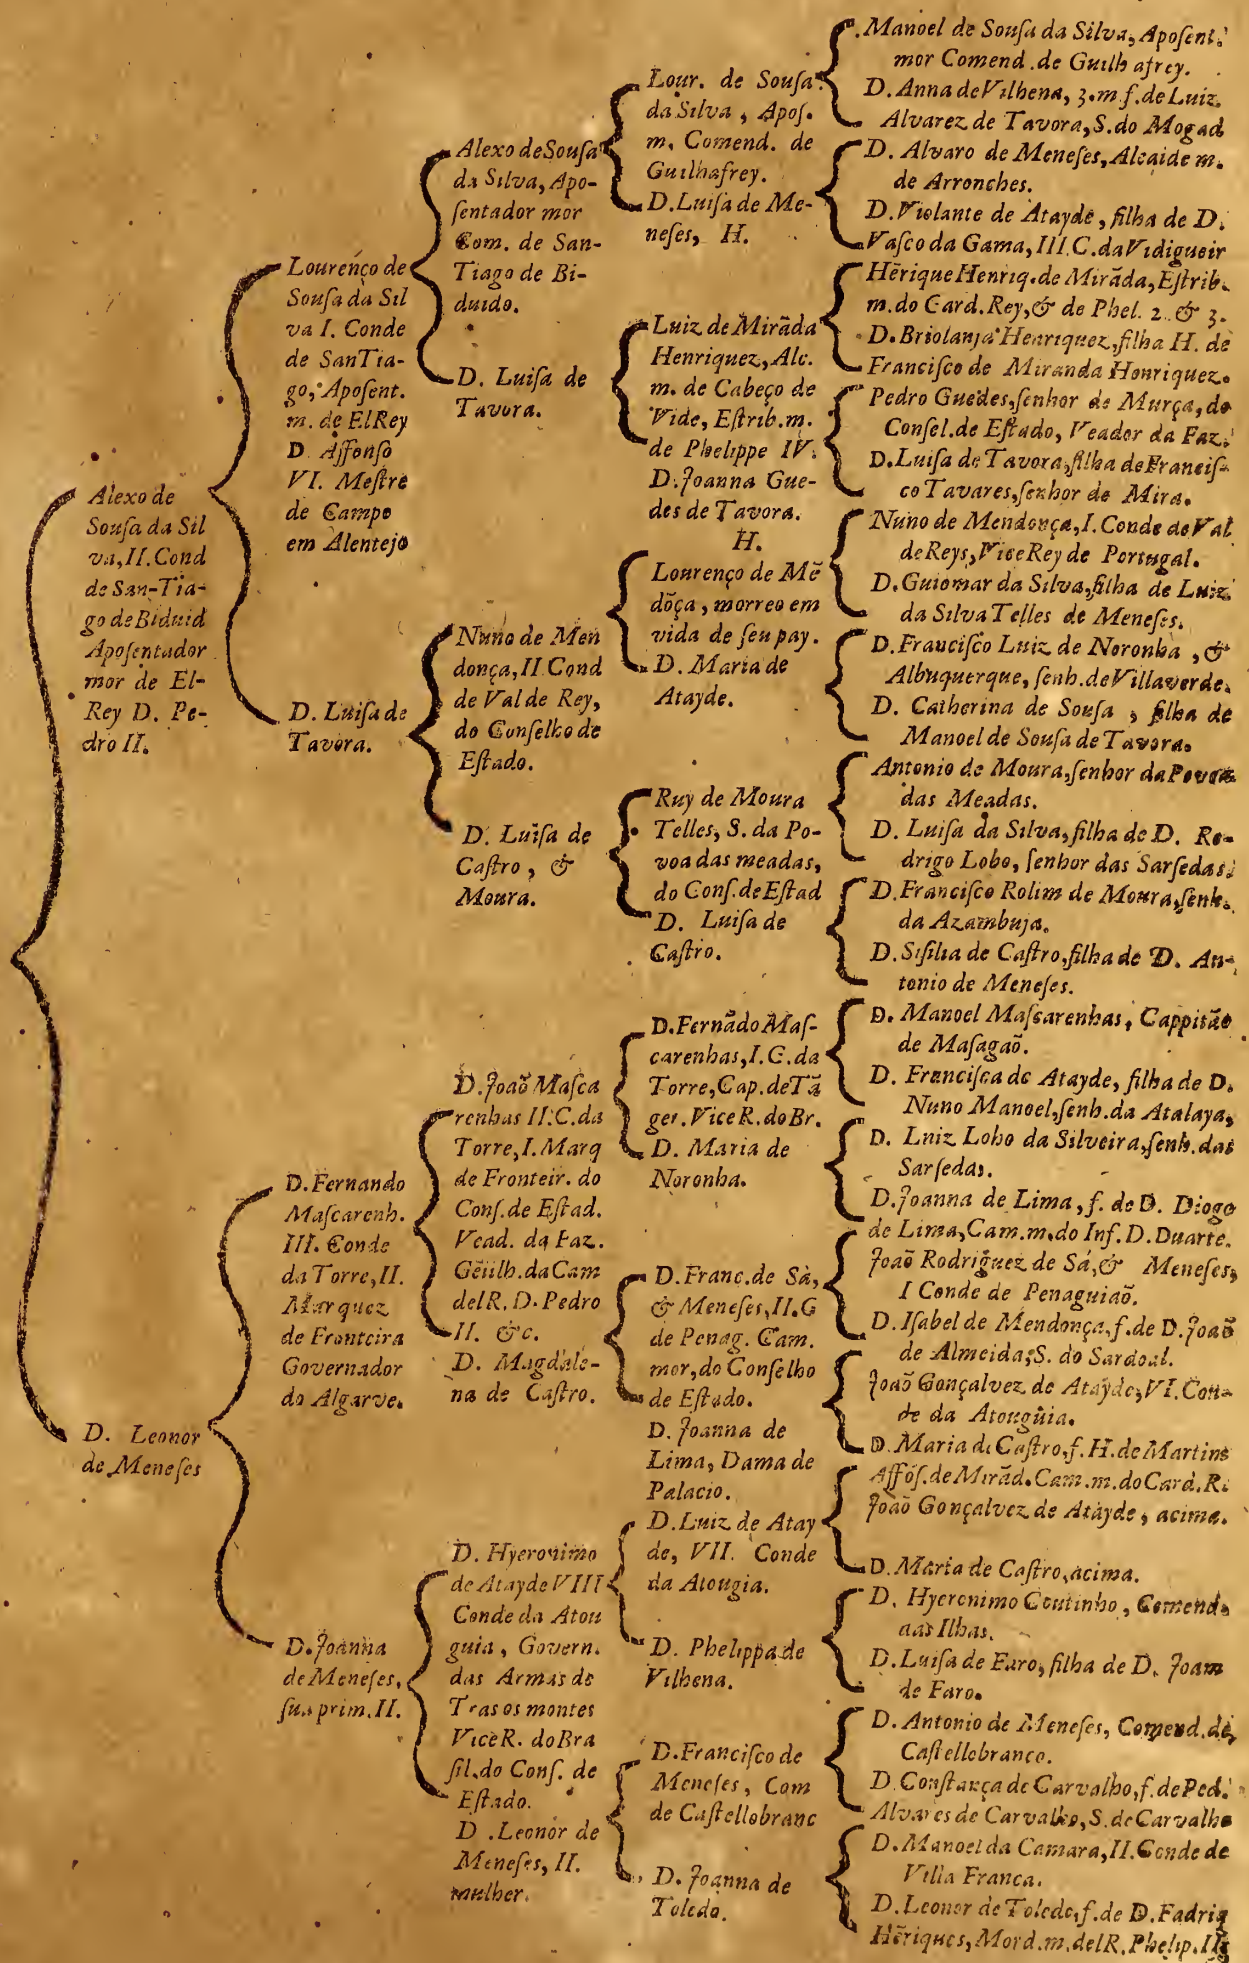 Alexo de
Souſa da Sil
va, II. Cond
de San-Tia-
go de Biduid
Apoſentador
mor de El-
Rey D. Pe-
dro II.
D. Leonor
de Meneſes
Lourenço de
Souſa da Sil
va I. Conde
de SanTia-
go, Apoſent.
m. de ElRey
D. Affonſo
VI. Meſtre
de Campo
em Alentejo
D. Luiſa de
Tavora.
D. Fernando
Maſcarenh.
III. Conde
da Torre, II.
Marquez
de Fronteira
Governador
do Algarve.
D. Joanna
de Meneſes,
ſua prim. II.
Alexo de Souſa
da Silva, Apo-
ſentador mor
Com. de San-
Tiago de Bi-
duido.
D. Luiſa de
Tavora.
Nuno de Men
donça, II Cond
de Val de Rey,
do Conſelho de
Eſtado.
D. Luiſa de
Caſtro, &
Moura.
D. Joaõ Maſca
renhas II. C. da
Torre, I. Marq
de Fronteir. do
Conſ. de Eſtad.
Vead. da Faz.
Gẽtilh. da Cam
delR. D. Pedro
II. &c.
D. Magdale-
na de Caſtro.
D. Hyeronimo
de Atayde VIII
Conde da Atou
guia, Govern.
das Armas de
Tras os montes
Vice R. do Bra
ſil. do Conſ. de
Eſtado.
D. Leonor de
Meneſes, II.
mulher.
Lour. de Souſa
da Silva, Apoſ.
m. Comend. de
Guilhafrey.
D. Luiſa de Me-
neſes, H.
Luiz de Mirãda
Henriquez, Alc.
m. de Cabeço de
Vide, Eſtrib. m.
de Phelippe IV.
D. Joanna Gue-
des de Tavora.
H.
Lourenço de Mẽ
dõça, morreo em
vida de ſeu pay.
D. Maria de
Atayde.
Ruy de Moura
Telles, S. da Po-
voa das meadas,
do Conſ. de Eſtad
D. Luiſa de
Caſtro.
D. Fernãdo Maſ-
carenhas, I. C. da
Torre, Cap. de Tã
ger. Vice R. do Br.
D. Maria de
Noronha.
D. Franc. de Sà,
& Meneſes, II. C
de Penag. Cam.
mor, do Conſelho
de Eſtado.
D. Joanna de
Lima, Dama de
Palacio.
D. Luiz de Atay
de, VII. Conde
da Atougia.
D. Phelippa de
Vilhena.
D. Franciſco de
Meneſes, Com
de Caſtellobranc
D. Joanna de
Toledo.
Manoel de Souſa da Silva, Apoſent.
mor Comend. de Guilhafrey.
D. Anna de Vilhena, 3. m f. de Luiz
Alvarez de Tavora, S. do Mogad
D. Alvaro de Meneſes, Alcaide m.
de Arronches.
D. Violante de Atayde, filha de D.
Vaſco da Gama, III. C. da Vidigueir
Hẽrique Henriq. de Mirãda, Eſtrib.
m. do Card. Rey, & de Phel. 2. & 3.
D. Briolanja Henriquez, filha H. de
Franciſco de Miranda Henriquez.
Pedro Guedes, ſenhor de Murça, do
Conſel. de Eſtado, Veador da Faz.
D. Luiſa de Tavora, filha de Franciſ-
co Tavares, ſenhor de Mira.
Nuno de Mendonça, I. Conde de Val
de Reys, Vice Rey de Portugal.
D. Guiomar da Silva, filha de Luiz
da Silva Telles de Meneſes.
D. Franciſco Luiz de Noronha, &
Albuquerque, ſenh. de Villaverde.
D. Catherina de Souſa, filha de
Manoel de Souſa de Tavora.
Antonio de Moura, ſenhor da Povoa
das Meadas.
D. Luiſa da Silva, filha de D. Ro-
drigo Lobo, ſenhor das Sarſedas.
D. Franciſco Rolim de Moura, ſenh.
da Azambuja.
D. Siſilia de Caſtro, filha de D. An-
tonio de Meneſes.
D. Manoel Maſcarenhas, Cappitão
de Maſagaõ.
D. Franciſca de Atayde, filha de D.
Nuno Manoel, ſenh. da Atalaya,
D. Luiz Lobo da Silveira, ſenh. das
Sarſedas.
D. Joanna de Lima, f. de D. Diogo
de Lima, Cam. m. do Inf. D. Duarte.
Joaõ Rodriguez de Sá, & Meneſes,
I Conde de Penaguiaõ.
D. Iſabel de Mendonça, f. de D. Joaõ
de Almeida, S. do Sardoal.
Joaõ Gonçalvez de Atayde, VI. Con-
de da Atouguia.
D. Maria de Caſtro, f. H. de Martins
Affoſ. de Mirãd. Cam. m. do Card. R.
Joaõ Gonçalvez de Atàyde, acima.
D. Maria de Caſtro, acima.
D. Hyeronimo Coutinho, Comend.
das Ilhas.
D. Luiſa de Faro, filha de D. Joam
de Faro.
D. Antonio de Meneſes, Comend. de
Caſtellobranco.
D. Conſtança de Carvalho, f. de Ped.
Alvares de Carvalho, S. de Carvalho
D. Manoel da Camara, II. Conde de
Villa Franca.
D. Leonor de Toledo, f. de D. Fadriq
Hẽriques, Mord. m. delR. Phelip. II